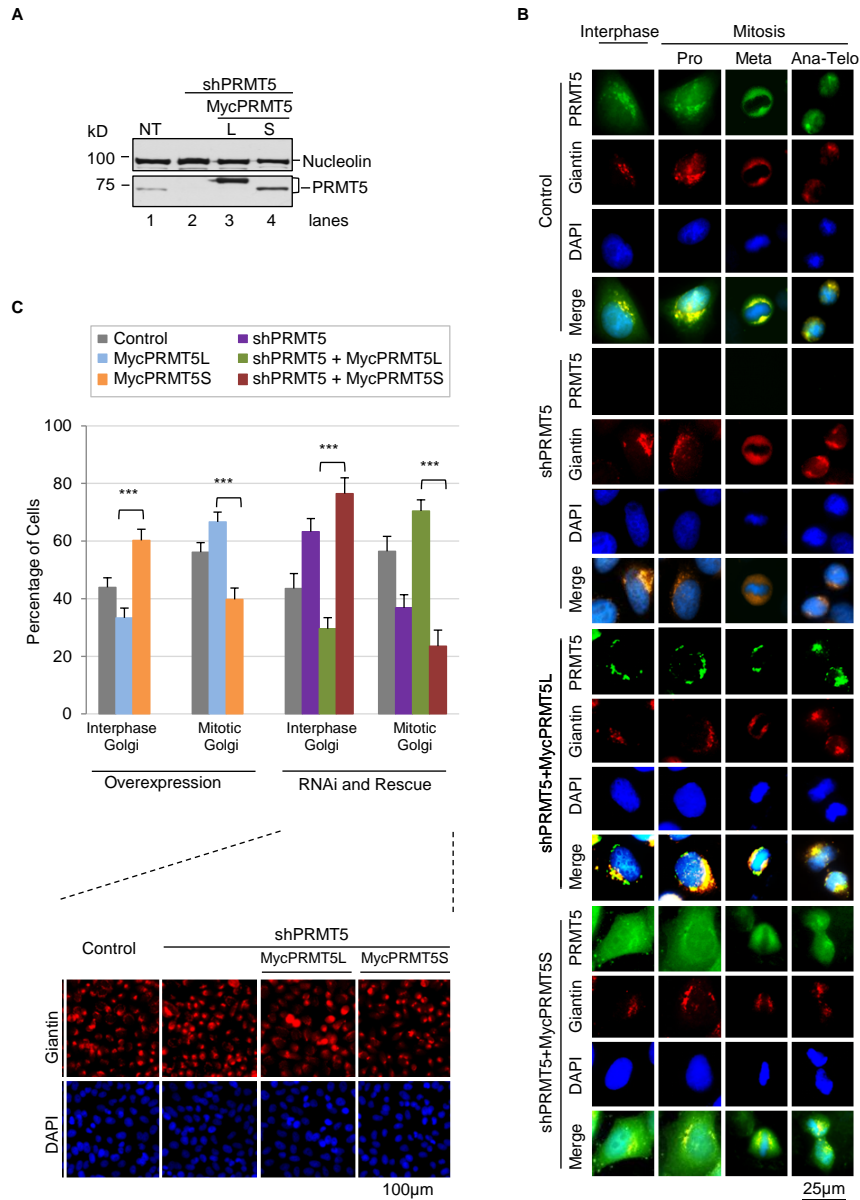 A
shPRMT5
MycPRMT5
kD NT L S
100 Nucleolin
75 PRMT5
1 2 3 4 lanes
C
Control shPRMT5
MycPRMT5L shPRMT5 + MycPRMT5L
MycPRMT5S shPRMT5 + MycPRMT5S
Percentage of Cells
100
80
60
40
20
0
*** *** *** ***
Interphase Golgi
Mitotic Golgi
Interphase Golgi
Mitotic Golgi
Overexpression
RNAi and Rescue
Control
shPRMT5
MycPRMT5L MycPRMT5S
Giantin
DAPI
100µm
B
Interphase Mitosis
Pro Meta Ana-Telo
Control
PRMT5
Giantin
DAPI
Merge
shPRMT5
PRMT5
Giantin
DAPI
Merge
shPRMT5+MycPRMT5L
PRMT5
Giantin
DAPI
Merge
shPRMT5+MycPRMT5S
PRMT5
Giantin
DAPI
Merge
25µm